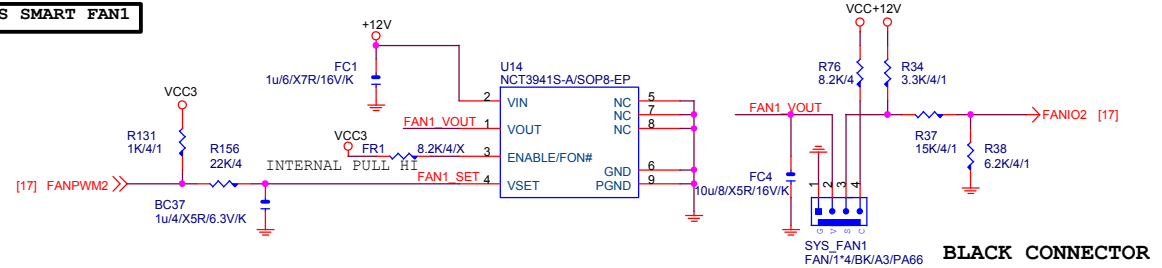 S SMART FAN1
+12V
FC1
1u/6/X7R/16V/K
U14
NCT3941S-A/SOP8-EP
2
VIN
NC
5
NC
7
FAN1_VOUT
1
VOUT
NC
8
VCC3
FR1
8.2K/4/X
3
ENABLE/FON#
INTERNAL PULL HI
GND
6
FAN1_SET
4
VSET
PGND
9
VCC3
R131
1K/4/1
R156
22K/4
[17] FANPWM2
BC37
1u/4/X5R/6.3V/K
VCC
+12V
R76
8.2K/4
R34
3.3K/4/1
FAN1_VOUT
FANIO2 [17]
R37
15K/4/1
R38
6.2K/4/1
FC4
10u/8/X5R/16V/K
1
2
3
4
G
V
S
C
SYS_FAN1
FAN/1*4/BK/A3/PA66
BLACK CONNECTOR